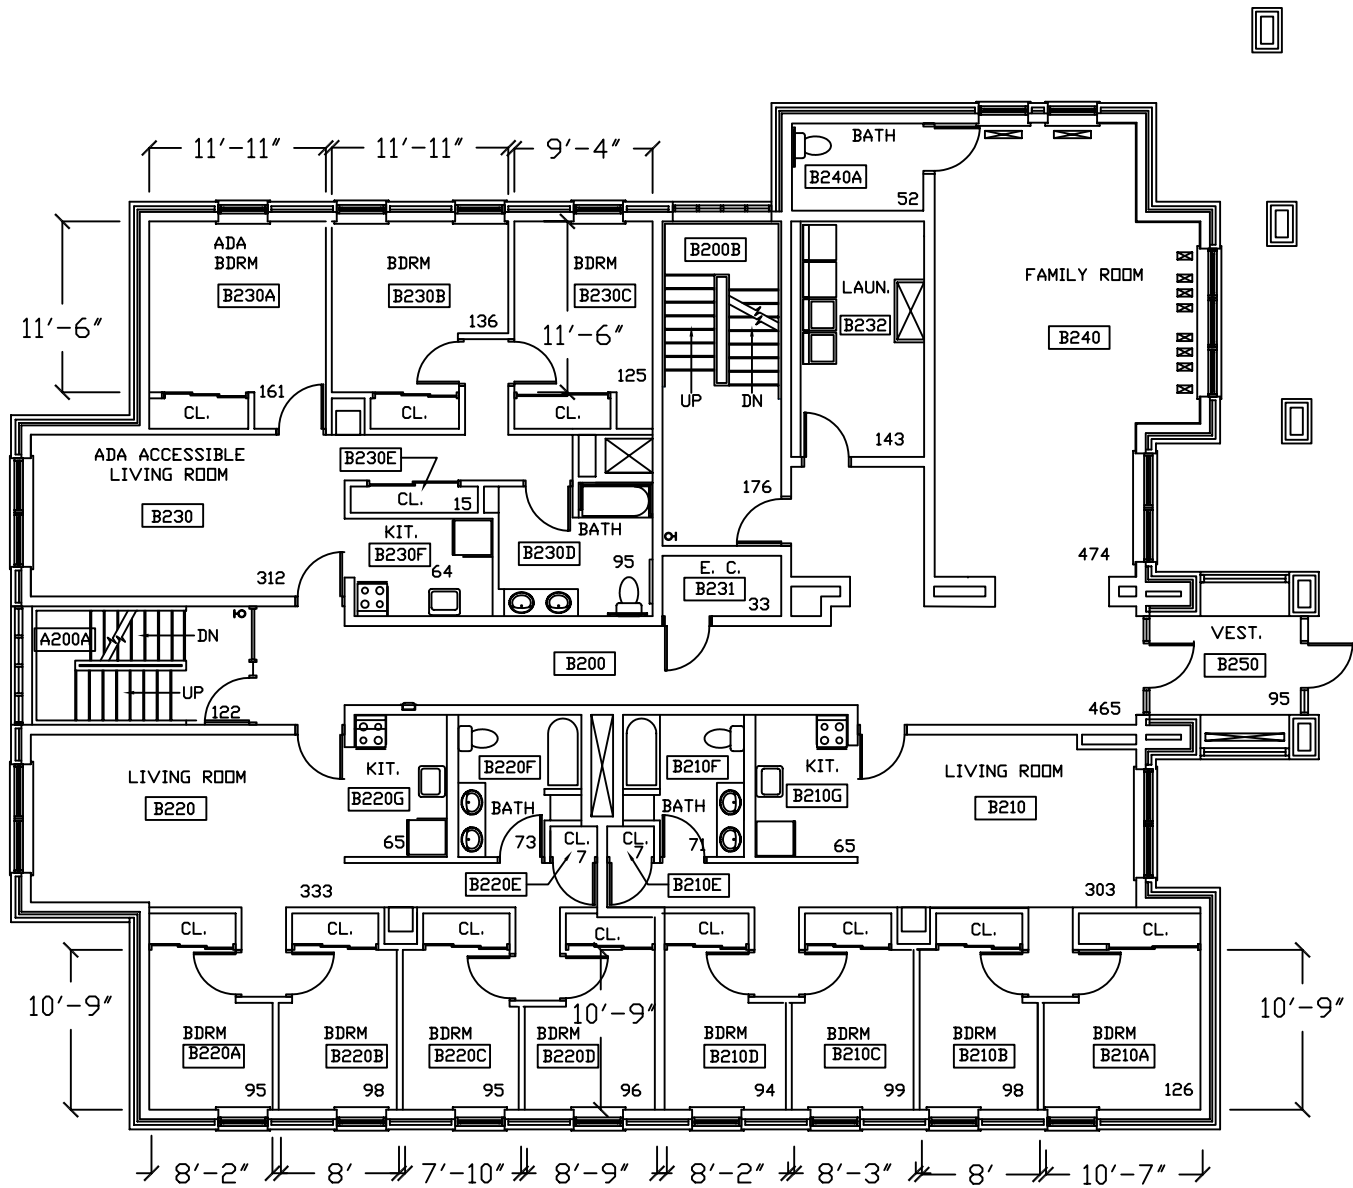 BATH
11'-11"
11'-11"
9'-4"
B240A
52
ADA
BDRM
B230A
BDRM
B230B
BDRM
B230C
B200B
FAMILY ROOM
LAUN.
B232
B240
136
11'-6"
11'-6"
125
161
CL.
CL.
CL.
UP
DN
143
ADA ACCESSIBLE
LIVING ROOM
B230E
CL.
15
176
B230
KIT.
B230F
64
BATH
B230D
95
E. C.
B231
33
474
312
A200A
DN
UP
122
B200
VEST.
B250
95
465
LIVING ROOM
B220
KIT.
B220G
65
B220F
BATH
73
CL.
7
B220E
CL.
7
B210E
B210F
BATH
71
KIT.
B210G
65
LIVING ROOM
B210
333
303
CL.
CL.
CL.
CL.
CL.
CL.
CL.
CL.
10'-9"
10'-9"
10'-9"
BDRM
B220A
95
BDRM
B220B
98
BDRM
B220C
95
BDRM
B220D
96
BDRM
B210D
94
BDRM
B210C
99
BDRM
B210B
98
BDRM
B210A
126
8'-2"
8'
7'-10"
8'-9"
8'-2"
8'-3"
8'
10'-7"